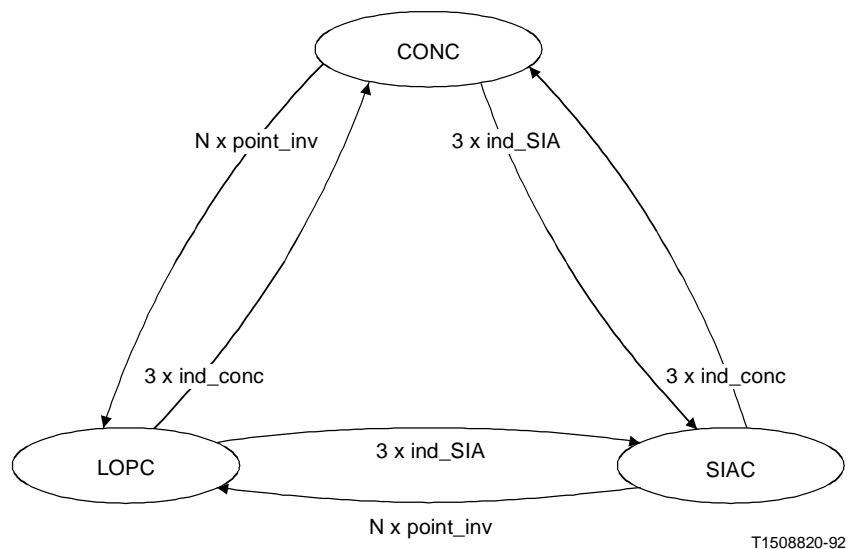 CONC
N x point_inv
3 x ind_SIA
3 x ind_conc
3 x ind_conc
LOPC
3 x ind_SIA
SIAC
N x point_inv
T1508820-92